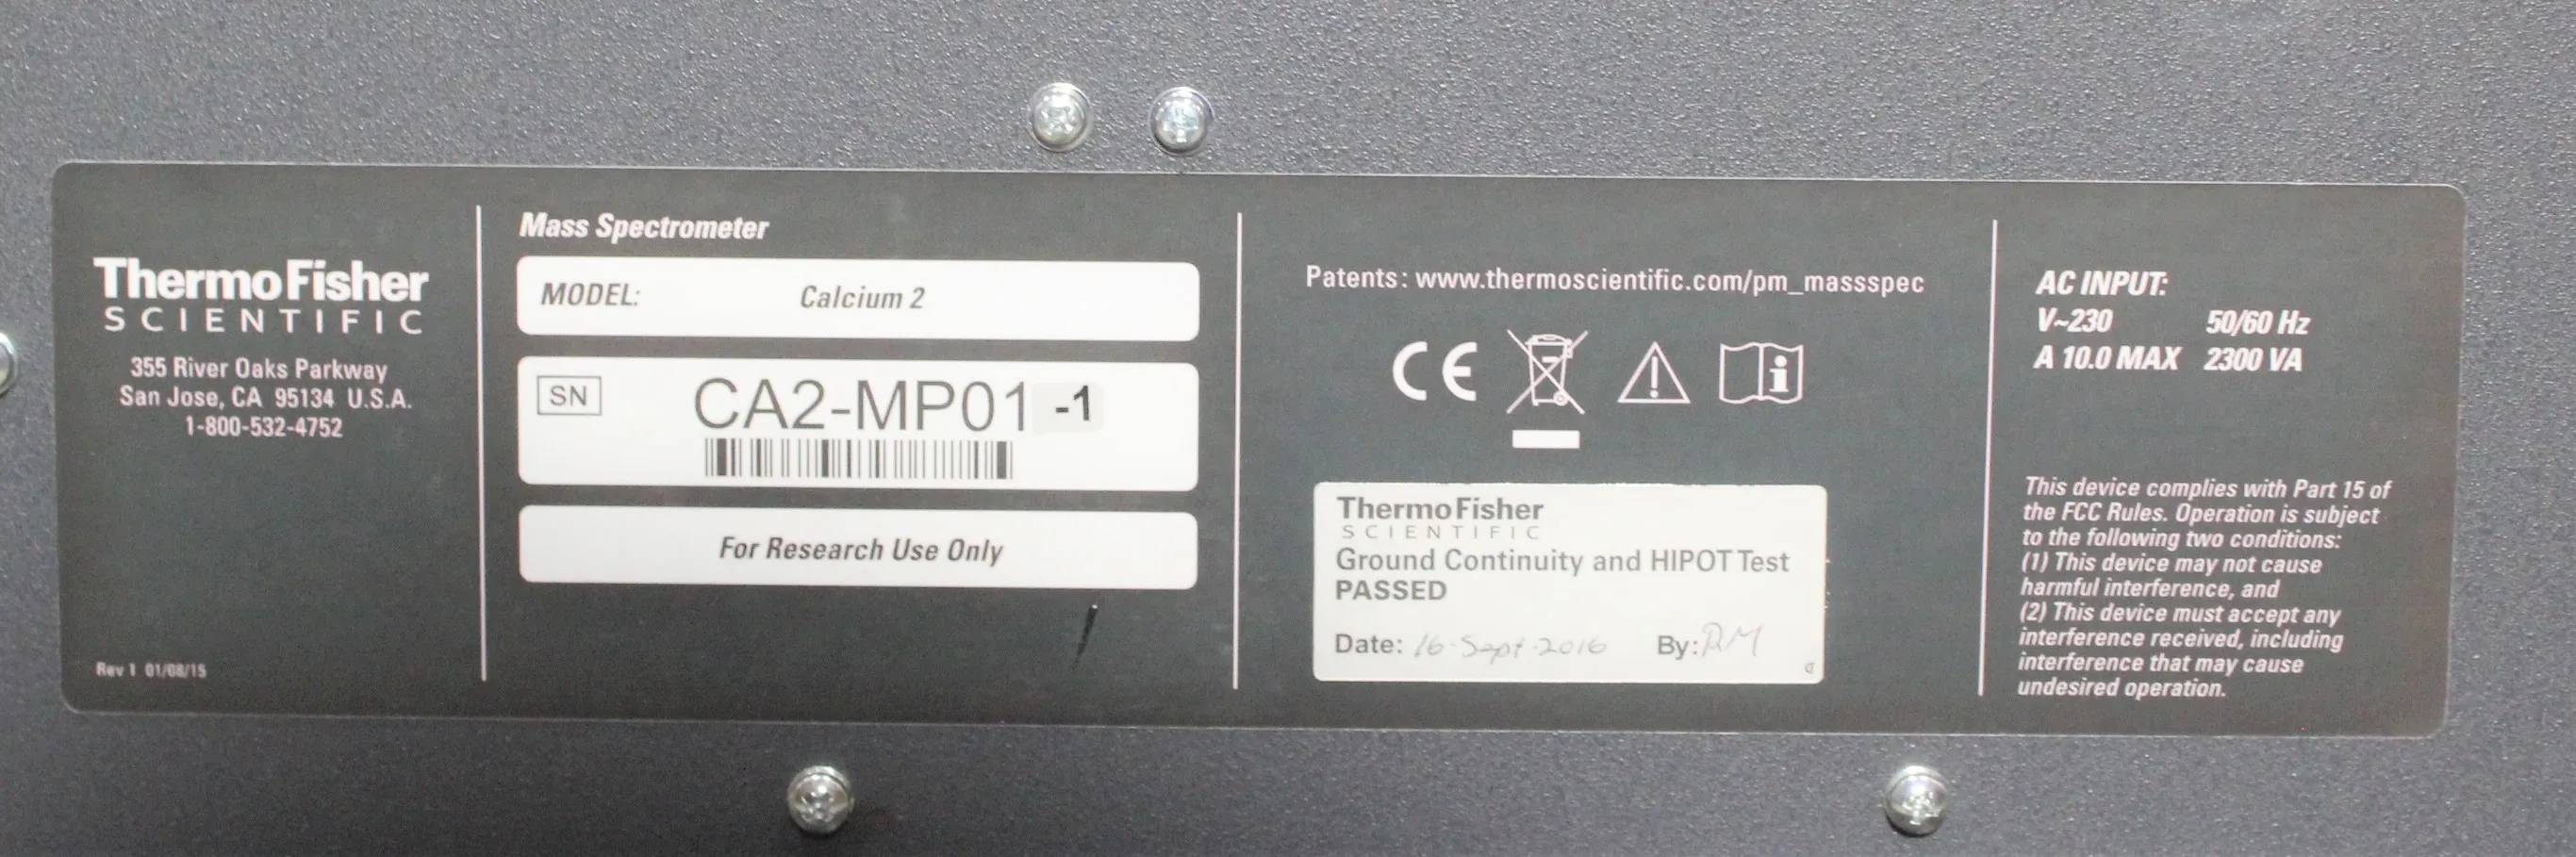 ThermoFisher
SCIENTIFIC
355 River Oaks Parkway
San Jose, CA 95134 U.S.A.
1-800-532-4752
Rev 1 01/08/15
Mass Spectrometer
MODEL: Calcium 2
SN CA2-MP01 -1
For Research Use Only
Patents: www.thermoscientific.com/pm_massspec
CE
ThermoFisher
SCIENTIFIC
Ground Continuity and HIPOT Test
PASSED
Date: 16-Sept-2016 By: RM
AC INPUT:
V~230 50/60 Hz
A 10.0 MAX 2300 VA
This device complies with Part 15 of
the FCC Rules. Operation is subject
to the following two conditions:
(1) This device may not cause
harmful interference, and
(2) This device must accept any
interference received, including
interference that may cause
undesired operation.